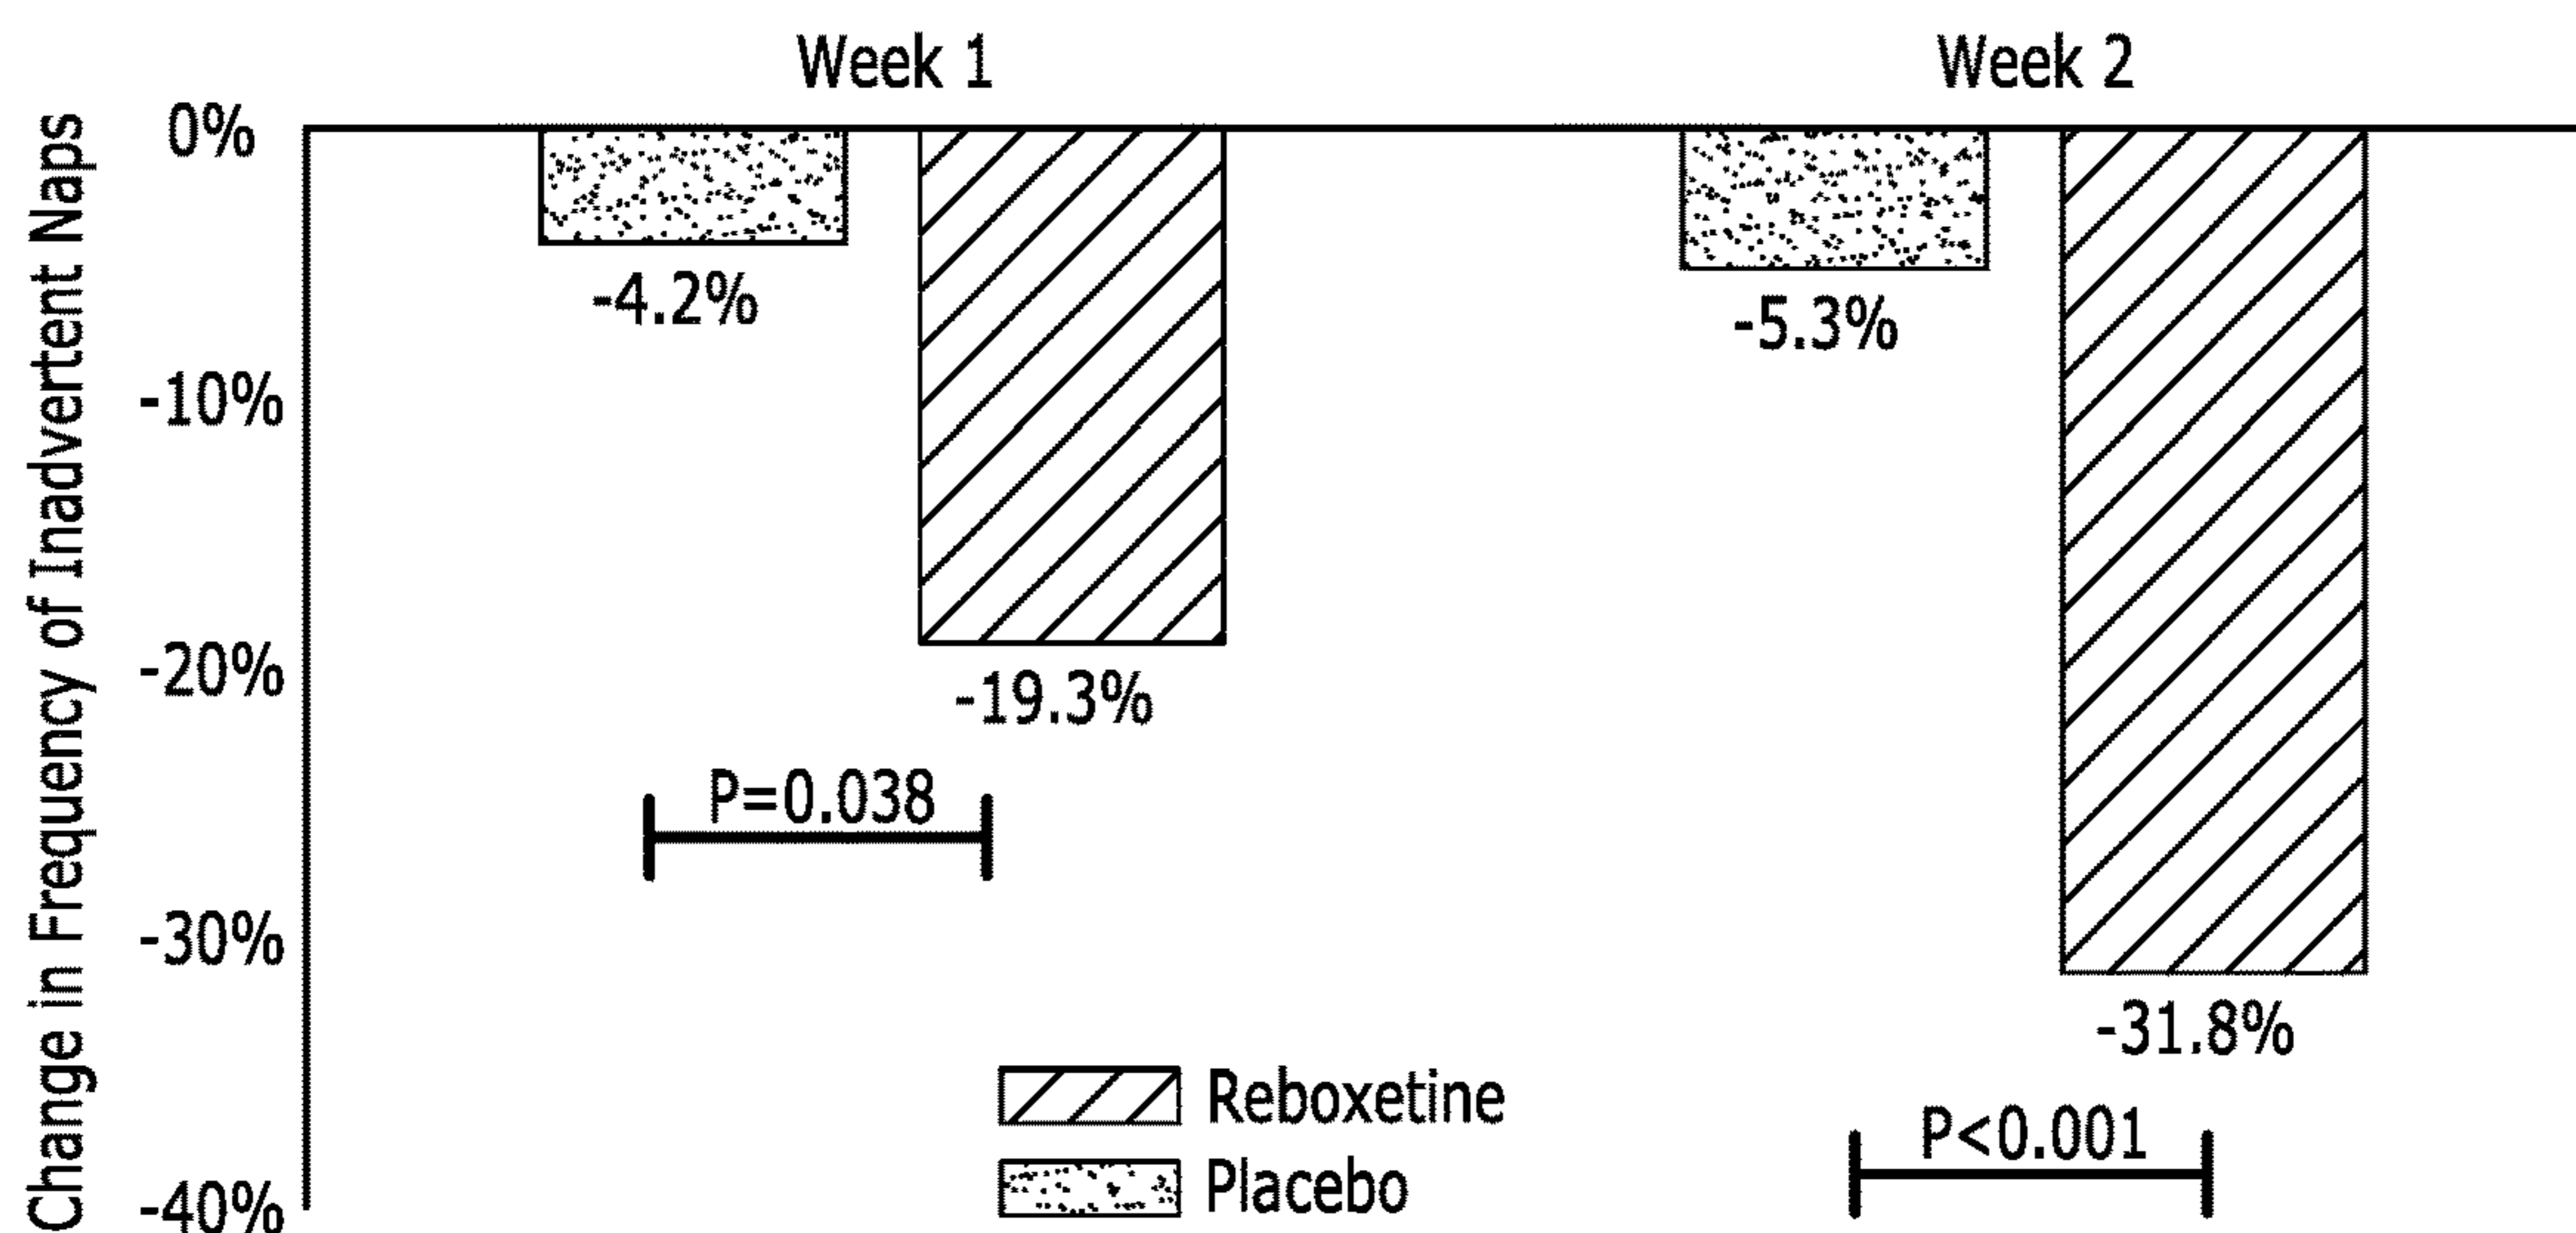 Week 1
Week 2
Change in Frequency of Inadvertent Naps
0%
-10%
-20%
-30%
-40%
-4.2%
-19.3%
P=0.038
-5.3%
-31.8%
P<0.001
Reboxetine
Placebo